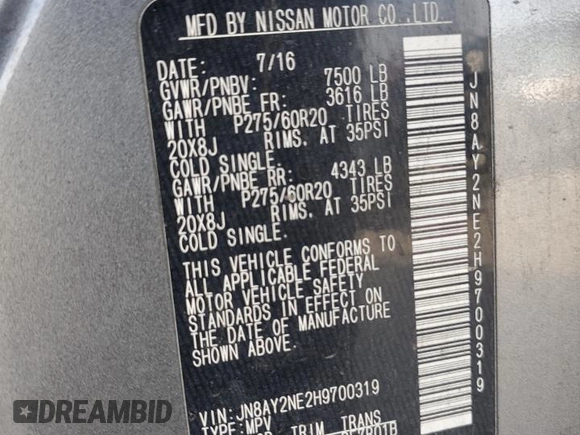 MFD BY NISSAN MOTOR CO.,LTD.
DATE: 7/16
GVWR/PNBV: 7500 LB
GAWR/PNBE FR: 3616 LB
WITH P275/60R20 TIRES
20X8J RIMS. AT 35PSI
COLD SINGLE.
GAWR/PNBE RR: 4343 LB
WITH P275/60R20 TIRES
20X8J RIMS. AT 35PSI
COLD SINGLE.
THIS VEHICLE CONFORMS TO
ALL APPLICABLE FEDERAL
MOTOR VEHICLE SAFETY
STANDARDS IN EFFECT ON
THE DATE OF MANUFACTURE
SHOWN ABOVE.
VIN: JN8AY2NE2H9700319
TYPE: MPV
TRIM TRANS
JN8AY2NE2H9700319
IDRIVEBID